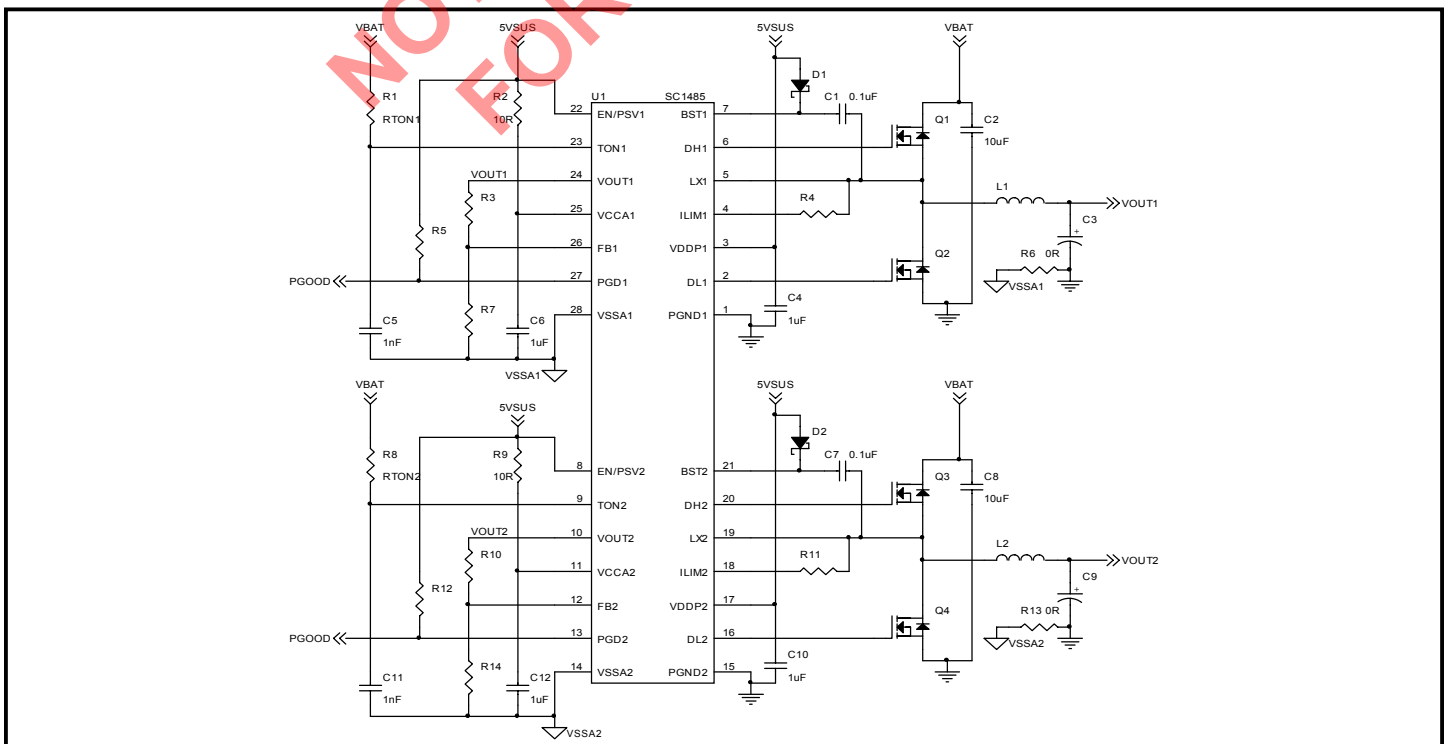 NOT
FOR
VBAT
5VSUS
5VSUS
VBAT
R1
RTON1
R2
10R
U1
SC1485
D1
C1
0.1uF
Q1
C2
10uF
22
EN/PSV1
BST1
7
23
TON1
DH1
6
VOUT1
24
VOUT1
LX1
5
R3
25
VCCA1
ILIM1
4
R4
L1
VOUT1
C3
+
R5
26
FB1
VDDP1
3
Q2
R6
0R
VSSA1
PGOOD
27
PGD1
DL1
2
R7
28
VSSA1
PGND1
1
C4
1uF
C5
1nF
C6
1uF
VSSA1
VBAT
5VSUS
5VSUS
VBAT
R8
RTON2
R9
10R
D2
C7
0.1uF
Q3
C8
10uF
8
EN/PSV2
BST2
21
9
TON2
DH2
20
VOUT2
10
VOUT2
LX2
19
R10
11
VCCA2
ILIM2
18
R11
L2
VOUT2
C9
+
R12
12
FB2
VDDP2
17
Q4
R13
0R
VSSA2
PGOOD
13
PGD2
DL2
16
R14
14
VSSA2
PGND2
15
C10
1uF
C11
1nF
C12
1uF
VSSA2